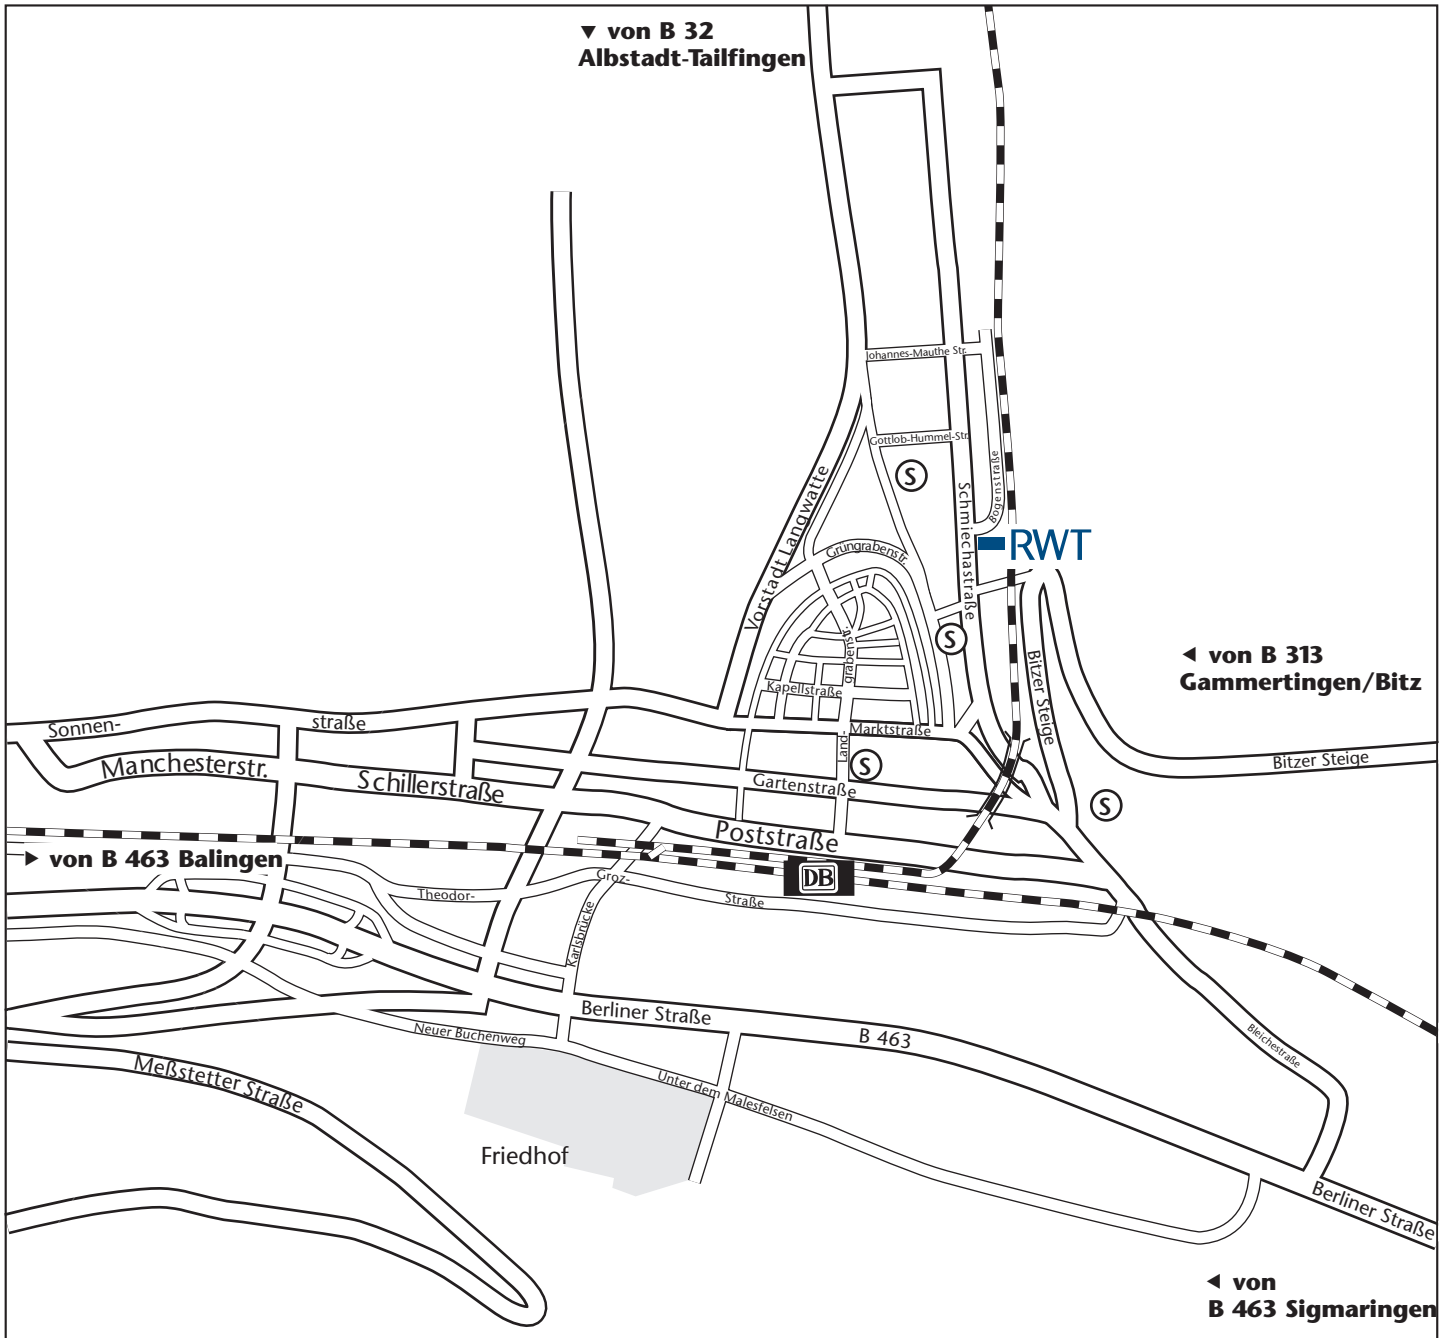 ▼ von B 32
Albstadt-Tailfingen
Johannes-Mauthe Str.
Gottlob-Hummel-Str.
S
Bogenstraße
Schmiechastraße
Vorstadt Langwatte
RWT
Grüngrabenstr.
S
grabenstr.
Bitzer Steige
◄ von B 313
Gammertingen/Bitz
Kapellstraße
Sonnen-
straße
Marktstraße
Land-
Bitzer Steige
Manchesterstr.
Schillerstraße
S
Gartenstraße
S
Poststraße
► von B 463 Balingen
DB
Theodor-
Groz-
Straße
Karlsbrücke
Berliner Straße
B 463
Neuer Buchenweg
Bleichestraße
Meßstetter Straße
Unter dem Malesfelsen
Friedhof
Berliner Straße
◄ von
B 463 Sigmaringen